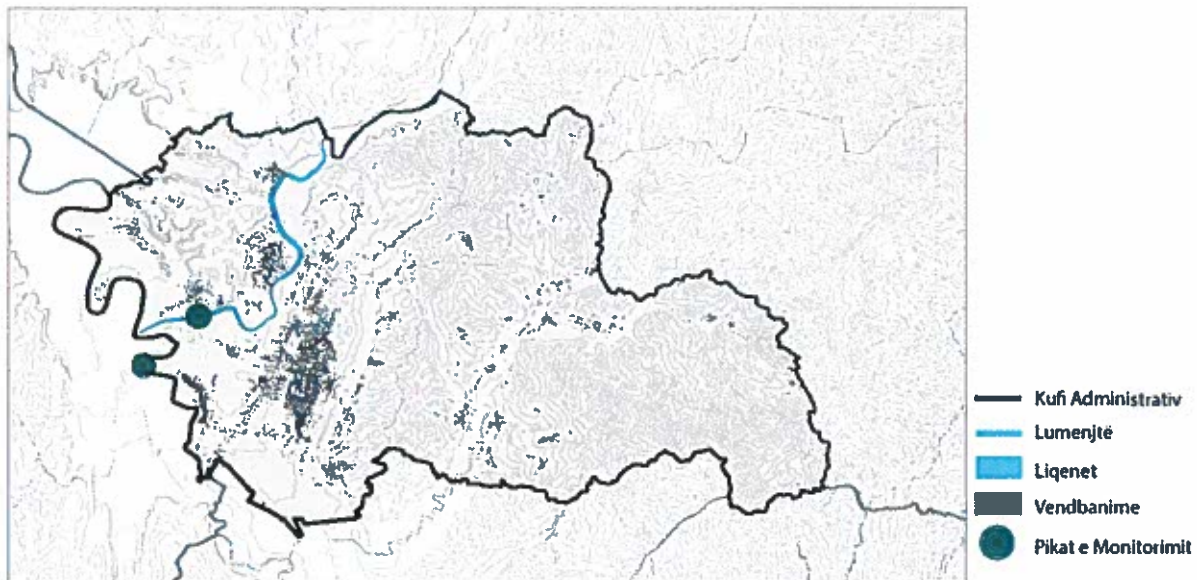 Kufi Administrativ
Lumenjtë
Liqenet
Vendbanime
Pikat e Monitorimit